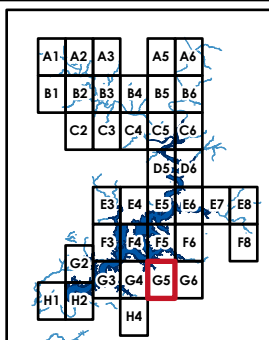 A1 A2 A3 A5 A6
B1 B2 B3 B4 B5 B6
C2 C3 C4 C5 C6
D5 D6
E3 E4 E5 E6 E7 E8
F3 F4 F5 F6 F8
G2
G3 G4 G5 G6
H1 H2
H4